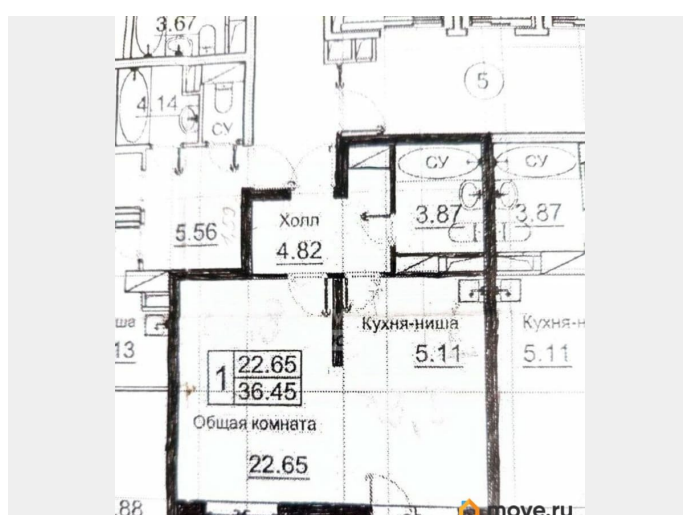 3.67
5
4.14
СУ
СУ
СУ
3.87
3.87
5.56
Холл
4.82
Кухня-ниша
5.11
Кухня-н
5.11
ша
13
1
22.65
36.45
Общая комната
22.65
.88
move.ru